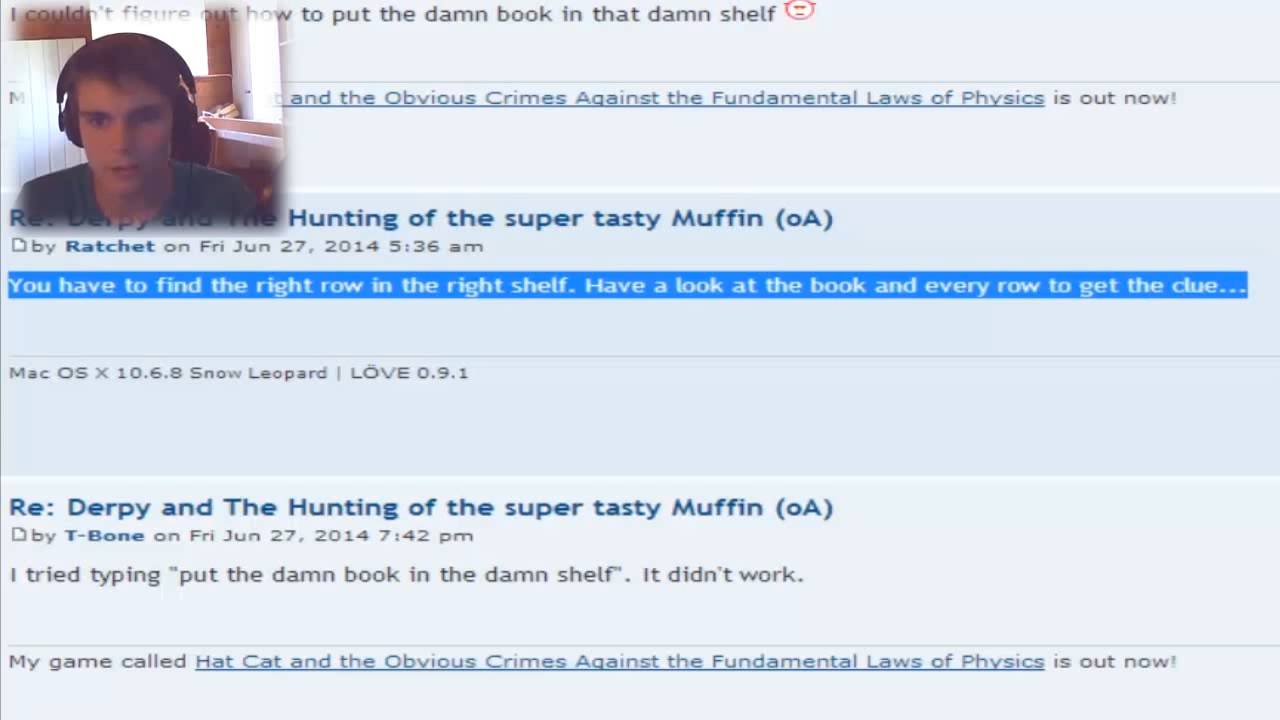 I couldn't figure out how to put the damn book in that damn shelf
M
and the Obvious Crimes Against the Fundamental Laws of Physics is out now!
Re: Derpy and The Hunting of the super tasty Muffin (oA)
by Ratchet on Fri Jun 27, 2014 5:36 am
You have to find the right row in the right shelf. Have a look at the book and every row to get the clue...
Mac OS X 10.6.8 Snow Leopard | LÖVE 0.9.1
Re: Derpy and The Hunting of the super tasty Muffin (oA)
by T-Bone on Fri Jun 27, 2014 7:42 pm
I tried typing "put the damn book in the damn shelf". It didn't work.
My game called Hat Cat and the Obvious Crimes Against the Fundamental Laws of Physics is out now!